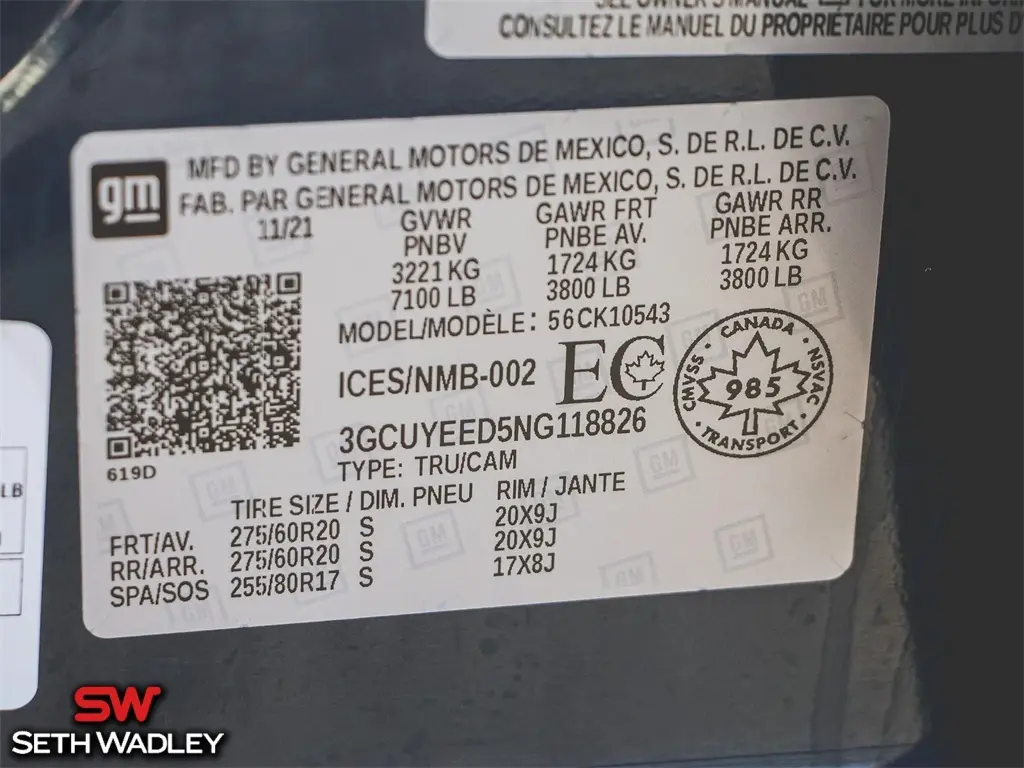 CONSULTEZ LE MANUEL DU PROPRIÉTAIRE POUR PLUS D'
gm
MFD BY GENERAL MOTORS DE MEXICO, S. DE R.L. DE C.V.
FAB. PAR GENERAL MOTORS DE MEXICO, S. DE R.L. DE C.V.
11/21 GVWR GAWR FRT GAWR RR
PNBV PNBE AV. PNBE ARR.
3221 KG 1724 KG 1724 KG
7100 LB 3800 LB 3800 LB
MODEL/MODÈLE: 56CK10543
ICES/NMB-002 EC
CANADA
CMVSS 985 NSVAC
TRANSPORT
3GCUYEED5NG118826
619D
TYPE: TRU/CAM
TIRE SIZE / DIM. PNEU RIM / JANTE
FRT/AV. 275/60R20 S 20X9J
RR/ARR. 275/60R20 S 20X9J
SPA/SOS 255/80R17 S 17X8J
LB
SW
SETH WADLEY